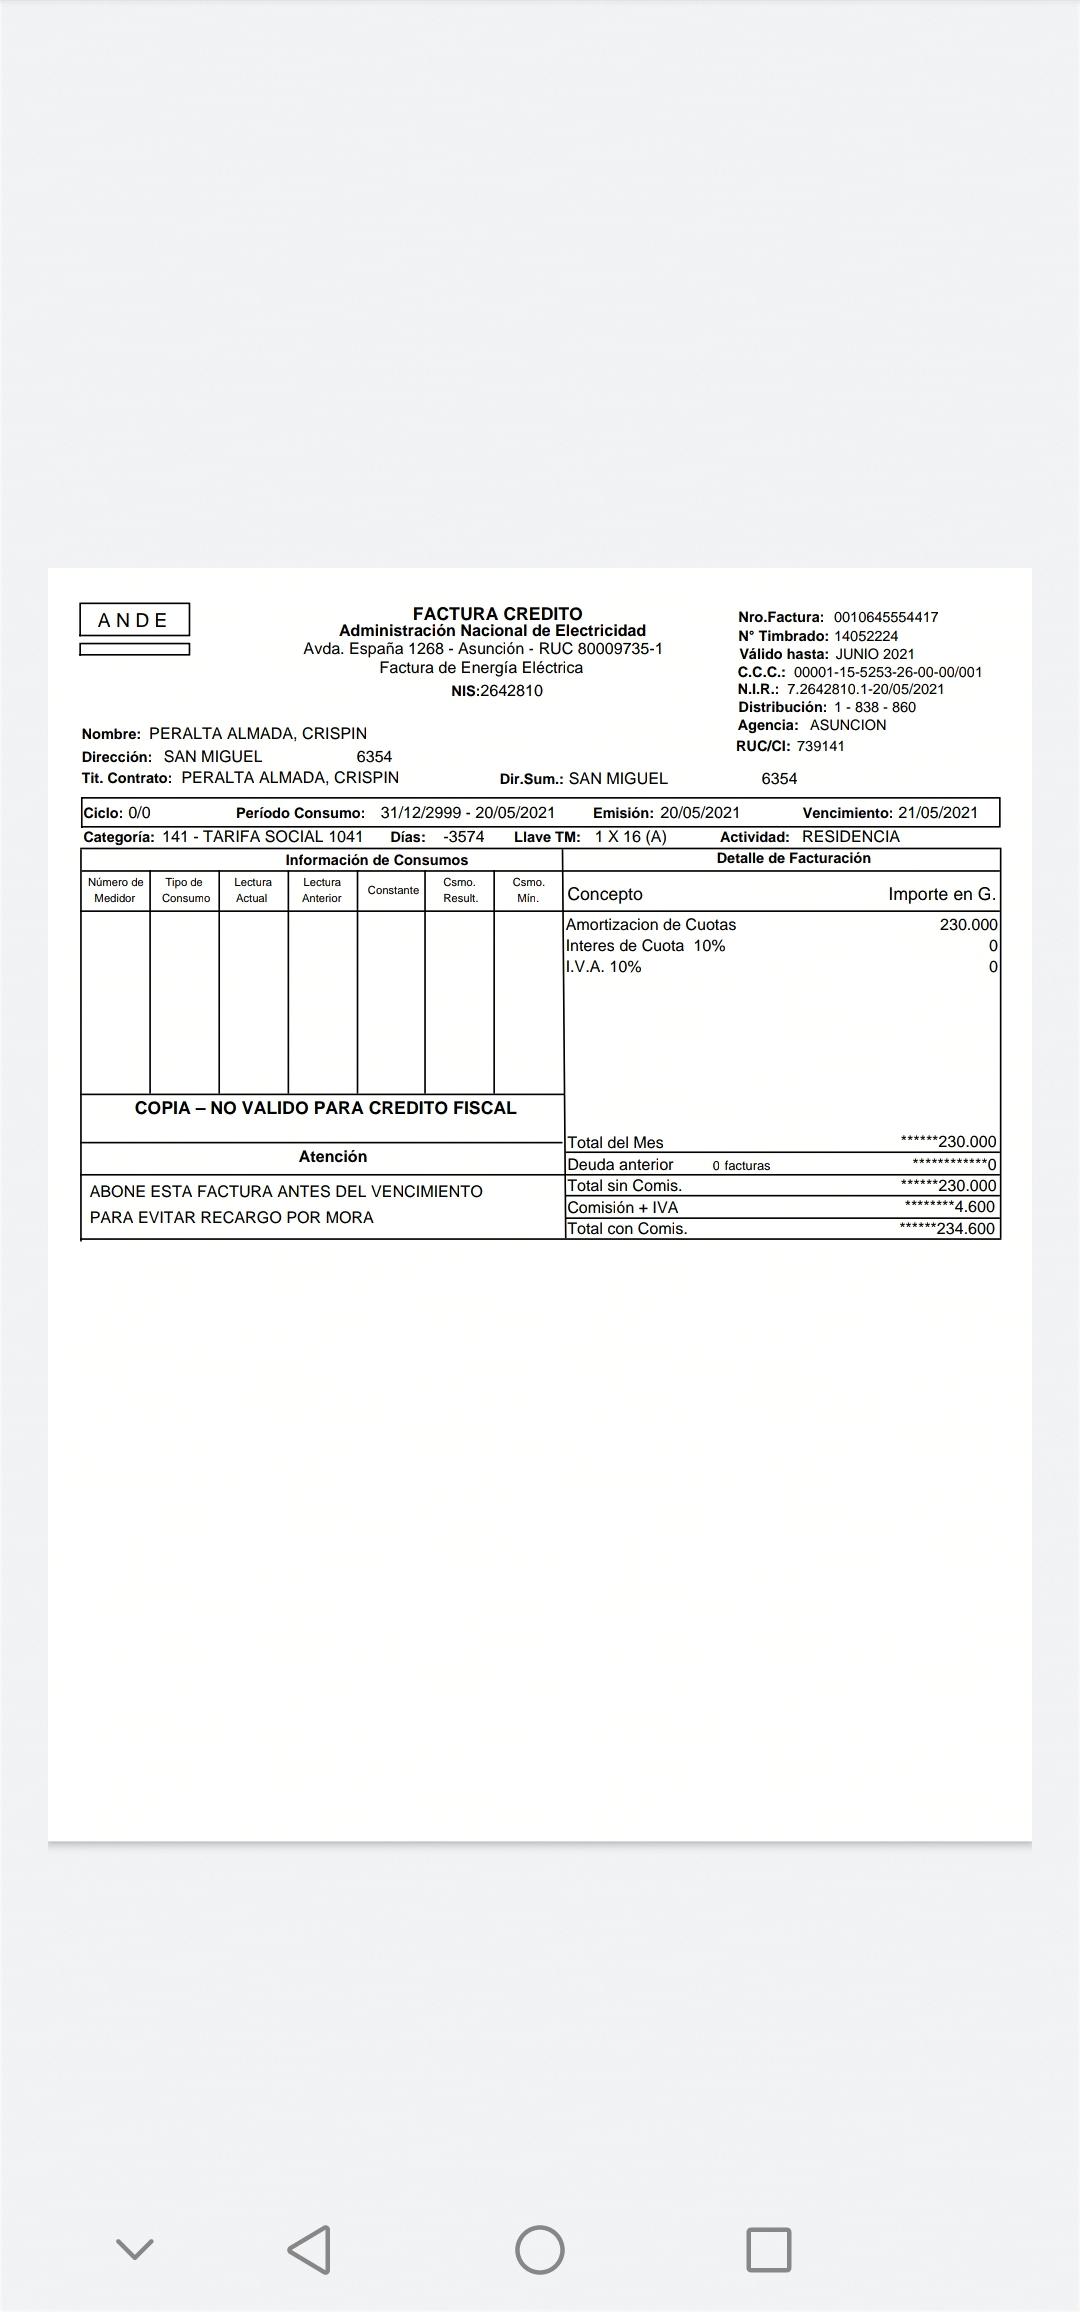 ANDE
FACTURA CREDITO
Administración Nacional de Electricidad
Avda. España 1268 - Asunción - RUC 80009735-1
Factura de Energía Eléctrica
NIS:2642810
Nro.Factura: 0010645554417
N° Timbrado: 14052224
Válido hasta: JUNIO 2021
C.C.C.: 00001-15-5253-26-00-00/001
N.I.R.: 7.2642810.1-20/05/2021
Distribución: 1 - 838 - 860
Agencia: ASUNCION
RUC/CI: 739141
Nombre: PERALTA ALMADA, CRISPIN
Dirección: SAN MIGUEL 6354
Tit. Contrato: PERALTA ALMADA, CRISPIN Dir.Sum.: SAN MIGUEL 6354
Ciclo: 0/0 Período Consumo: 31/12/2999 - 20/05/2021 Emisión: 20/05/2021 Vencimiento: 21/05/2021
Categoría: 141 - TARIFA SOCIAL 1041 Días: -3574 Llave TM: 1 X 16 (A) Actividad: RESIDENCIA
Información de Consumos
Número de Medidor Tipo de Consumo Lectura Actual Lectura Anterior Constante Csmo. Result. Csmo. Mín.
COPIA – NO VALIDO PARA CREDITO FISCAL
Atención
ABONE ESTA FACTURA ANTES DEL VENCIMIENTO
PARA EVITAR RECARGO POR MORA
Detalle de Facturación
Concepto Importe en G.
Amortizacion de Cuotas 230.000
Interes de Cuota 10% 0
I.V.A. 10% 0
Total del Mes ******230.000
Deuda anterior 0 facturas ************0
Total sin Comis. ******230.000
Comisión + IVA ********4.600
Total con Comis. ******234.600